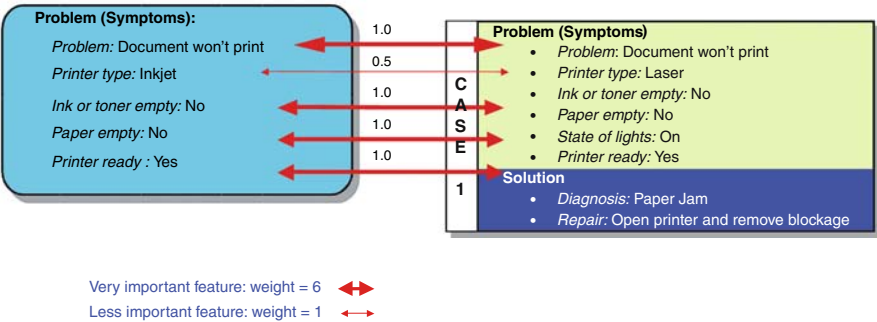 Problem (Symptoms):
Problem: Document won't print
Printer type: Inkjet
Ink or toner empty: No
Paper empty: No
Printer ready : Yes
1.0
0.5
1.0
1.0
1.0
C
A
S
E
1
Problem (Symptoms)
• Problem: Document won't print
• Printer type: Laser
• Ink or toner empty: No
• Paper empty: No
• State of lights: On
• Printer ready: Yes
Solution
• Diagnosis: Paper Jam
• Repair: Open printer and remove blockage
Very important feature: weight = 6
Less important feature: weight = 1